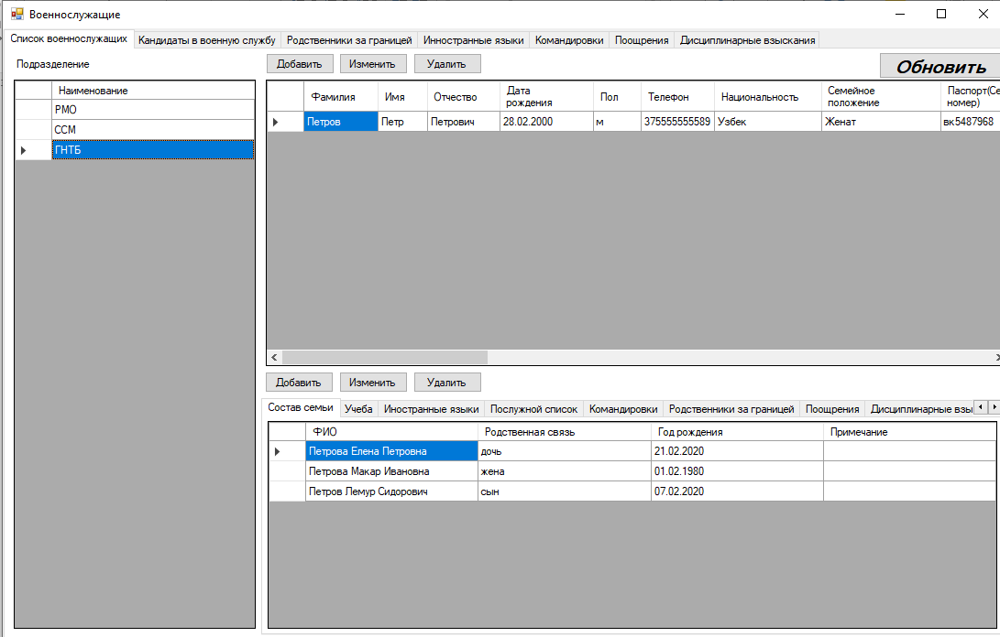 Военнослужащие
Список военнослужащих Кандидаты в военную службу Родственники за границей Инностранные языки Командировки Поощрения Дисциплинарные взыскания
Подразделение
Наименование
РМО
ССМ
ГНТБ
Добавить Изменить Удалить
Обновить
Фамилия Имя Отчество Дата рождения Пол Телефон Национальность Семейное положение Паспорт(Се номер)
Петров Петр Петрович 28.02.2000 м 375555555589 Узбек Женат вк5487968
Добавить Изменить Удалить
Состав семьи Учеба Иностранные языки Послужной список Командировки Родственники за границей Поощрения Дисциплинарные взы
ФИО Родственная связь Год рождения Примечание
Петрова Елена Петровна дочь 21.02.2020
Петрова Макар Ивановна жена 01.02.1980
Петров Лемур Сидорович сын 07.02.2020